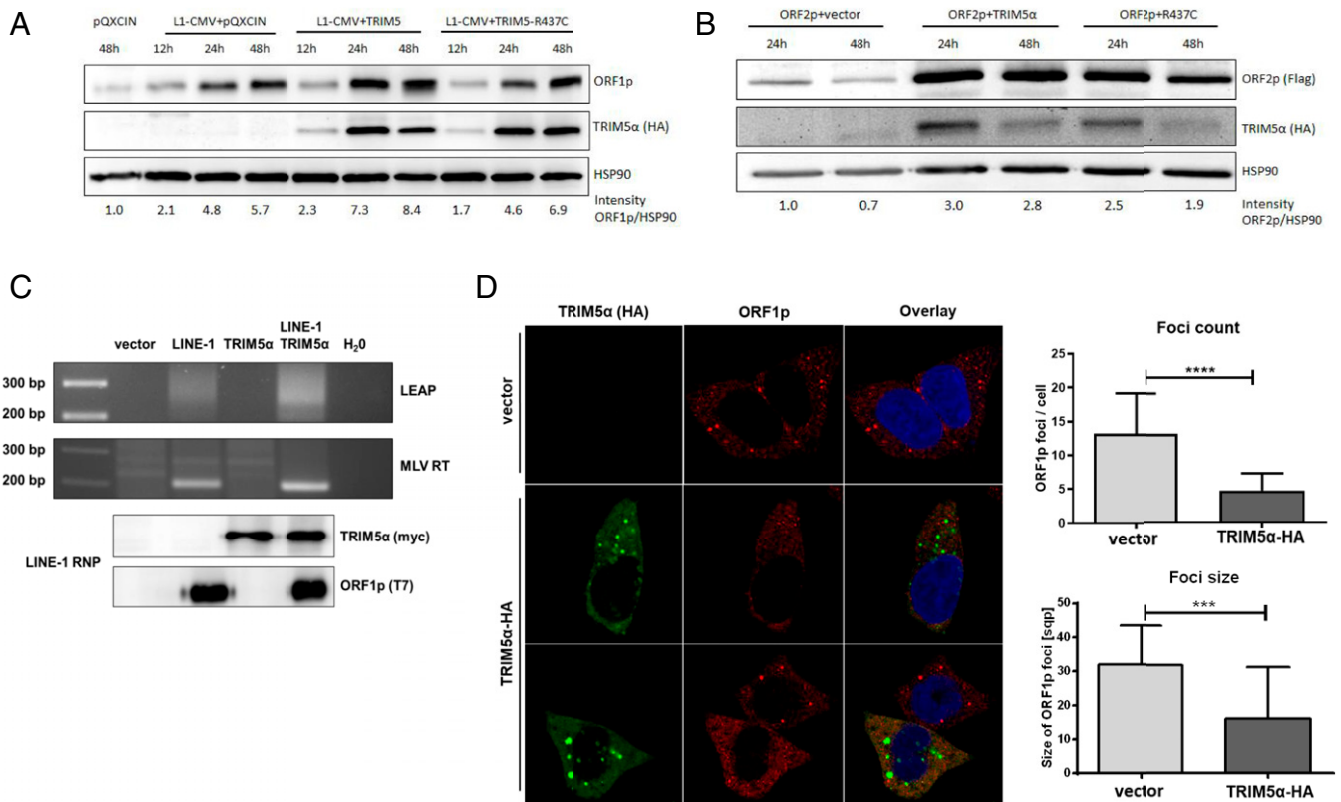 A
pQXCIN L1-CMV+pQXCIN L1-CMV+TRIM5 L1-CMV+TRIM5-R437C
48h 12h 24h 48h 12h 24h 48h 12h 24h 48h
ORF1p
TRIM5α (HA)
HSP90
1.0 2.1 4.8 5.7 2.3 7.3 8.4 1.7 4.6 6.9
Intensity
ORF1p/HSP90
B
ORF2p+vector ORF2p+TRIM5α ORF2p+R437C
24h 48h 24h 48h 24h 48h
ORF2p (Flag)
TRIM5α (HA)
HSP90
1.0 0.7 3.0 2.8 2.5 1.9
Intensity
ORF2p/HSP90
C
vector LINE-1 TRIM5α LINE-1 TRIM5α H20
300 bp
200 bp
LEAP
300 bp
200 bp
MLV RT
LINE-1 RNP
TRIM5α (myc)
ORF1p (T7)
D
TRIM5α (HA) ORF1p Overlay
vector
TRIM5α-HA
Foci count
ORF1p foci / cell
25
20
15
10
5
0
****
vector TRIM5α-HA
Foci size
Size of ORF1p foci [sqp]
50
40
30
20
10
0
***
vector TRIM5α-HA